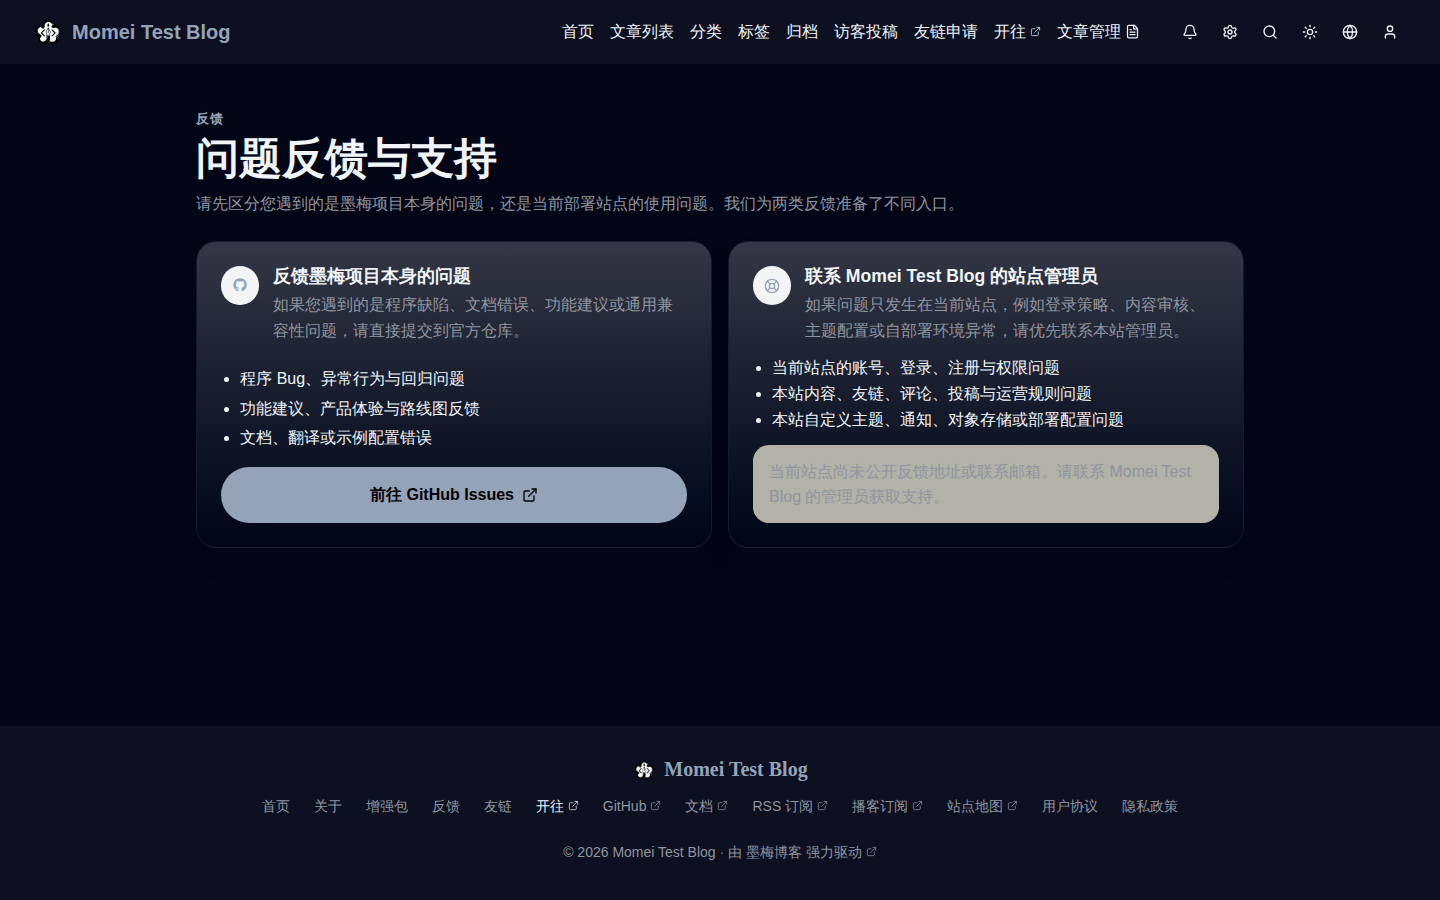 Momei Test Blog
首页 文章列表 分类 标签 归档 访客投稿 友链申请 开往 文章管理
反馈
问题反馈与支持
请先区分您遇到的是墨梅项目本身的问题，还是当前部署站点的使用问题。我们为两类反馈准备了不同入口。
反馈墨梅项目本身的问题
如果您遇到的是程序缺陷、文档错误、功能建议或通用兼
容性问题，请直接提交到官方仓库。
程序 Bug、异常行为与回归问题
功能建议、产品体验与路线图反馈
文档、翻译或示例配置错误
前往 GitHub Issues
联系 Momei Test Blog 的站点管理员
如果问题只发生在当前站点，例如登录策略、内容审核、
主题配置或自部署环境异常，请优先联系本站管理员。
当前站点的账号、登录、注册与权限问题
本站内容、友链、评论、投稿与运营规则问题
本站自定义主题、通知、对象存储或部署配置问题
当前站点尚未公开反馈地址或联系邮箱。请联系 Momei Test
Blog 的管理员获取支持。
Momei Test Blog
首页 关于 增强包 反馈 友链 开往 GitHub 文档 RSS 订阅 播客订阅 站点地图 用户协议 隐私政策
© 2026 Momei Test Blog · 由 墨梅博客 强力驱动